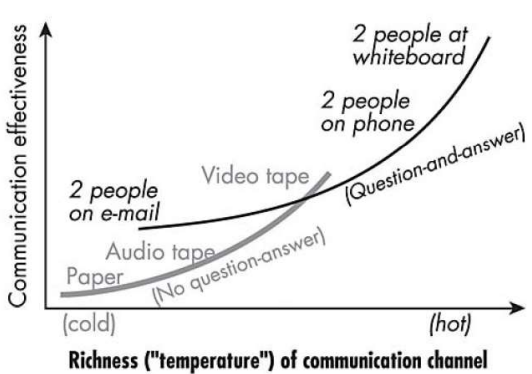 Communication effectiveness
2 people at
whiteboard
2 people
on phone
(Question-and-answer)
Video tape
2 people
on e-mail
Audio tape
(No question-answer)
Paper
(cold)
(hot)
Richness ("temperature") of communication channel